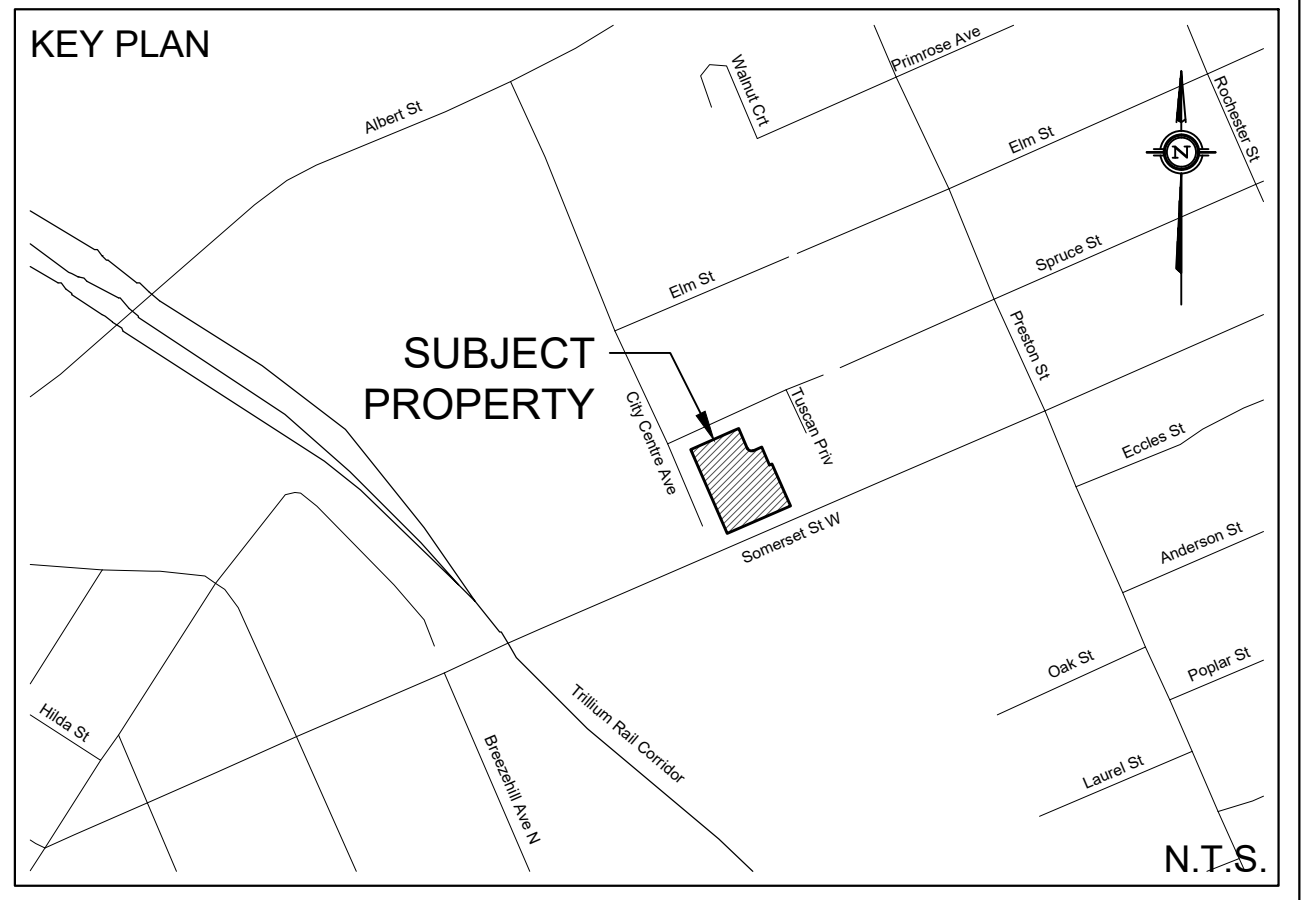 KEY PLAN
Albert St
Walnut Crt
Primrose Ave
Rochester St
Elm St
N
Spruce St
Elm St
Preston St
SUBJECT
PROPERTY
City Centre Ave
Tuscan Priv
Eccles St
Somerset St W
Anderson St
Oak St
Poplar St
Trillium Rail Corridor
Hilda St
Breezehill Ave N
Laurel St
N.T.S.